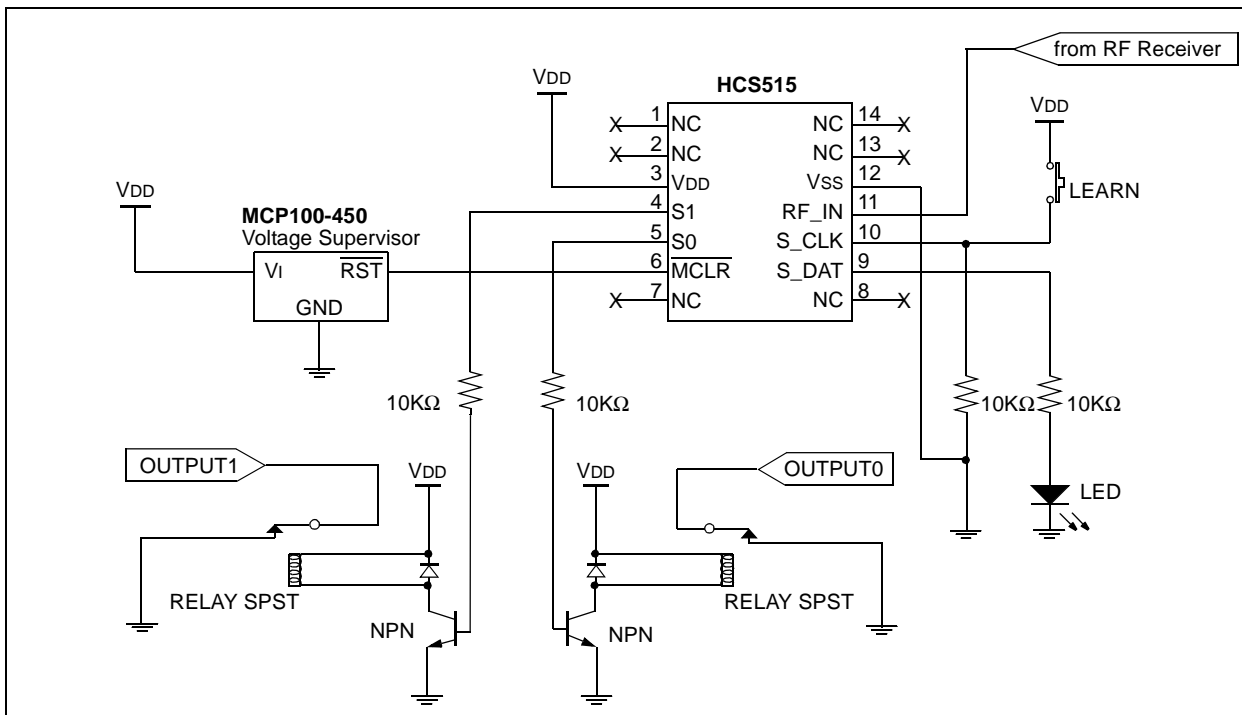 from RF Receiver
HCS515
VDD
VDD
1 NC NC 14
X X
2 NC NC 13
X X
3 VDD VSS 12
4 S1 RF_IN 11
5 S0 S_CLK 10
6 MCLR S_DAT 9
7 NC NC 8
X X
LEARN
VDD
MCP100-450
Voltage Supervisor
VI RST
GND
10KΩ
10KΩ
10KΩ
10KΩ
OUTPUT1
VDD
VDD
OUTPUT0
LED
RELAY SPST
RELAY SPST
NPN
NPN